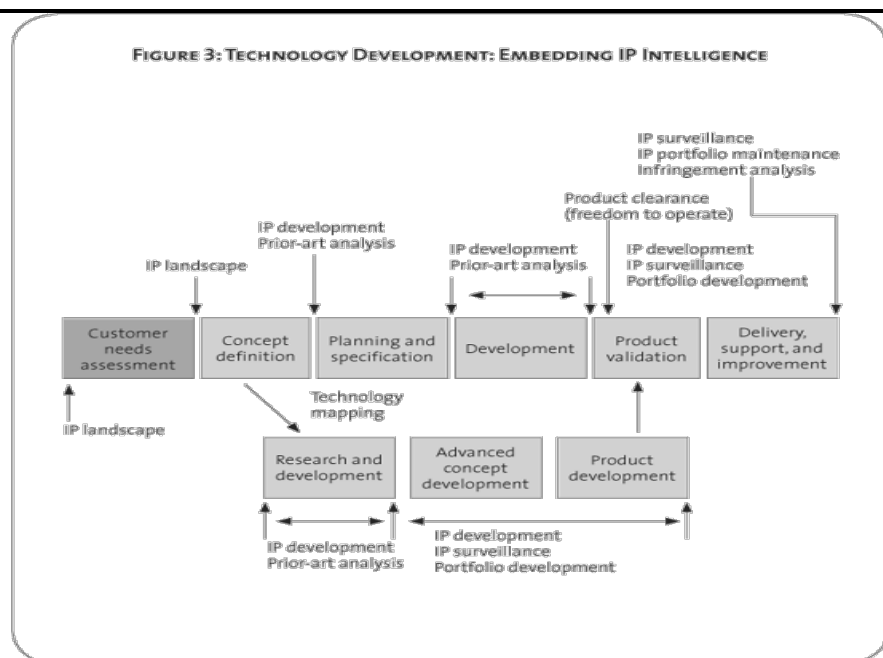 FIGURE 3: TECHNOLOGY DEVELOPMENT: EMBEDDING IP INTELLIGENCE
IP surveillance
IP portfolio maintenance
Infringement analysis
Product clearance
(freedom to operate)
IP development
Prior-art analysis
IP development
Prior-art analysis
IP development
IP surveillance
Portfolio development
IP landscape
Customer
needs
assessment
Concept
definition
Planning and
specification
Development
Product
validation
Delivery,
support, and
improvement
Technology
mapping
IP landscape
Research and
development
Advanced
concept
development
Product
development
IP development
Prior-art analysis
IP development
IP surveillance
Portfolio development